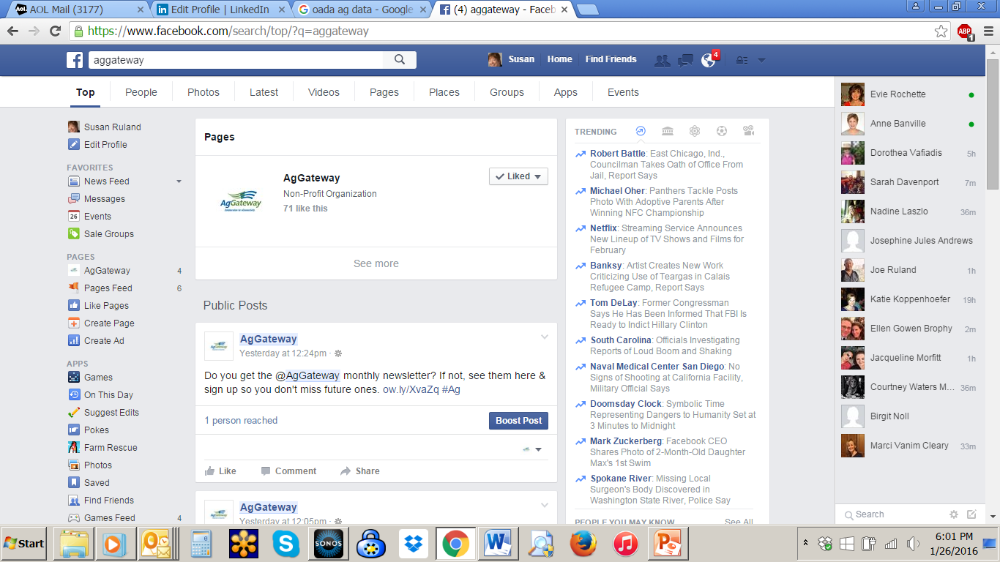 AOL Mail (3177)
Edit Profile | LinkedIn
oada ag data - Google
(4) aggateway - Faceb
https://www.facebook.com/search/top/?q=aggateway
ABP
1
aggateway
Susan
Home
Find Friends
4
Top
People
Photos
Latest
Videos
Pages
Places
Groups
Apps
Events
Susan Ruland
Edit Profile
FAVORITES
News Feed
Messages
26 Events
Sale Groups
PAGES
AgGateway 4
Pages Feed 6
Like Pages
Create Page
Create Ad
APPS
Games
On This Day
Suggest Edits
Pokes
Farm Rescue
Photos
Saved
Find Friends
Games Feed 4
Pages
AgGateway
AgGateway
Non-Profit Organization
71 like this
Liked
See more
Public Posts
AgGateway
Yesterday at 12:24pm ·
Do you get the @AgGateway monthly newsletter? If not, see them here &
sign up so you don't miss future ones. ow.ly/XvaZq #Ag
1 person reached
Boost Post
Like
Comment
Share
AgGateway
Yesterday at 12:05pm ·
TRENDING
Robert Battle: East Chicago, Ind.,
Councilman Takes Oath of Office From
Jail, Report Says
Michael Oher: Panthers Tackle Posts
Photo With Adoptive Parents After
Winning NFC Championship
Netflix: Streaming Service Announces
New Lineup of TV Shows and Films for
February
Banksy: Artist Creates New Work
Criticizing Use of Teargas in Calais
Refugee Camp, Report Says
Tom DeLay: Former Congressman
Says He Has Been Informed That FBI Is
Ready to Indict Hillary Clinton
South Carolina: Officials Investigating
Reports of Loud Boom and Shaking
Naval Medical Center San Diego: No
Signs of Shooting at California Facility,
Military Official Says
Doomsday Clock: Symbolic Time
Representing Dangers to Humanity Set at
3 Minutes to Midnight
Mark Zuckerberg: Facebook CEO
Shares Photo of 2-Month-Old Daughter
Max's 1st Swim
Spokane River: Missing Local
Surgeon's Body Discovered in
Washington State River, Police Say
PEOPLE YOU MAY KNOW
See All
Evie Rochette
Anne Banville
Dorothea Vafiadis 5h
Sarah Davenport 7m
Nadine Laszlo 36m
Josephine Jules Andrews
Joe Ruland 1h
Katie Koppenhoefer 19h
Ellen Gowen Brophy 2m
Jacqueline Morfitt 1h
Courtney Waters M... 36m
Birgit Noll
Marci Vanim Cleary 33m
Search
Start
SONOS
6:01 PM
1/26/2016